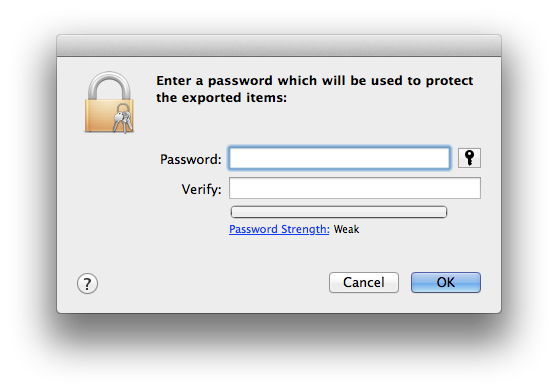 Enter a password which will be used to protect
the exported items:
Password:
Verify:
Password Strength: Weak
?
Cancel
OK